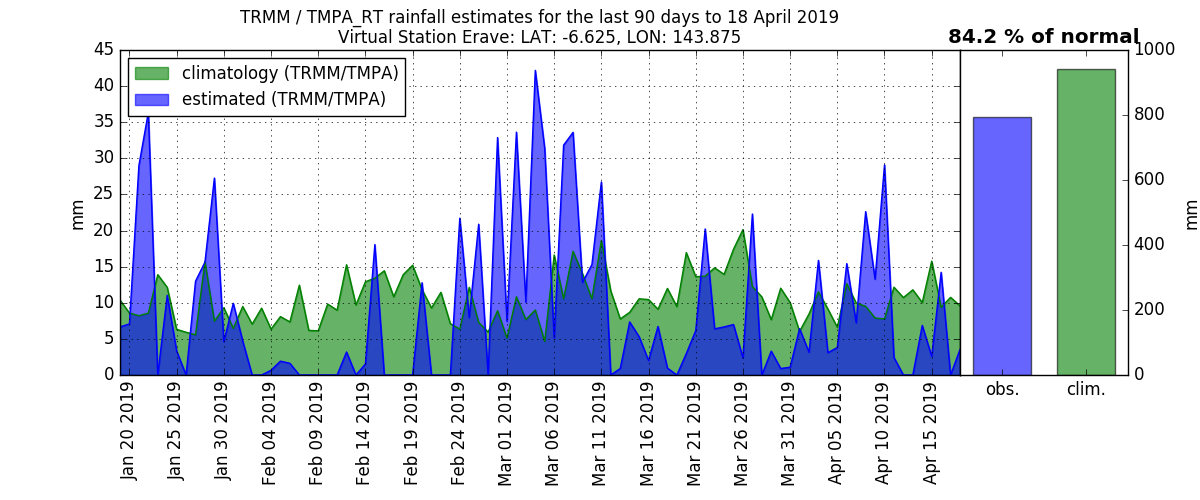 TRMM / TMPA_RT rainfall estimates for the last 90 days to 18 April 2019
Virtual Station Erave: LAT: -6.625, LON: 143.875
84.2 % of normal
climatology (TRMM/TMPA)
estimated (TRMM/TMPA)
mm
45
40
35
30
25
20
15
10
5
0
Jan 20 2019
Jan 25 2019
Jan 30 2019
Feb 04 2019
Feb 09 2019
Feb 14 2019
Feb 19 2019
Feb 24 2019
Mar 01 2019
Mar 06 2019
Mar 11 2019
Mar 16 2019
Mar 21 2019
Mar 26 2019
Mar 31 2019
Apr 05 2019
Apr 10 2019
Apr 15 2019
obs.
clim.
1000
800
600
400
200
0
mm